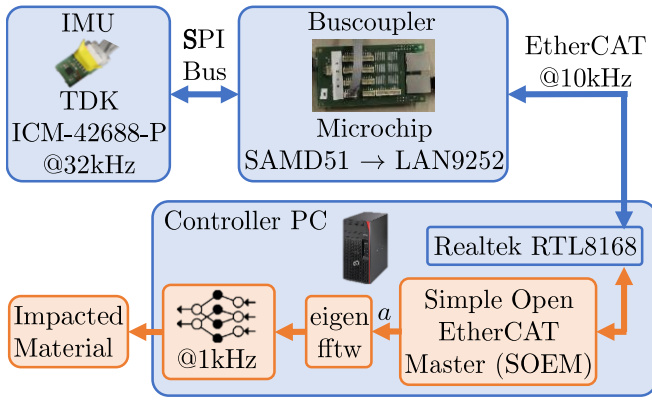 IMU
TDK
ICM-42688-P
@32kHz
SPI
Bus
Buscoupler
Microchip
SAMD51 → LAN9252
EtherCAT
@10kHz
Controller PC
Realtek RTL8168
Simple Open
EtherCAT
Master (SOEM)
a
eigen
fftw
@1kHz
Impacted
Material